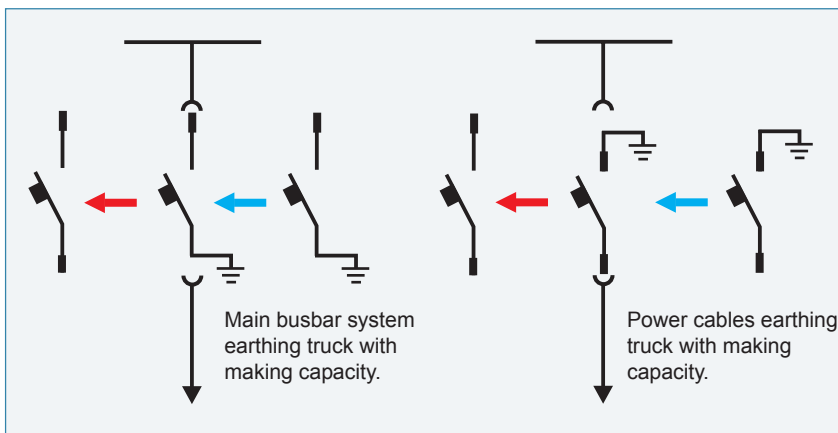 Main busbar system
earthing truck with
making capacity.
Power cables earthing
truck with making
capacity.